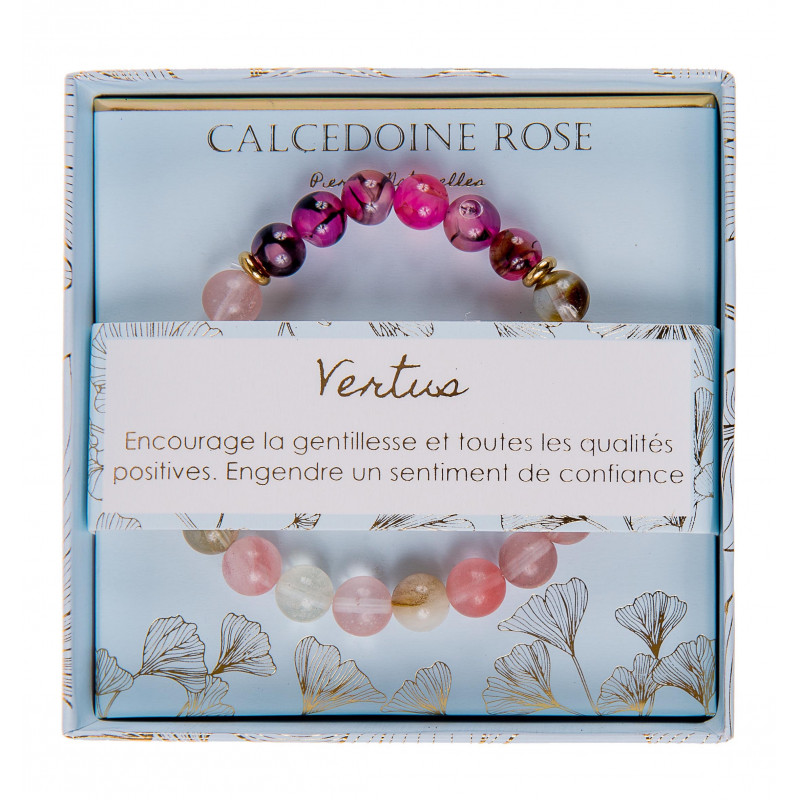 CALCEDOINE ROSE
Vertus
Encourage la gentillesse et toutes les qualités
positives. Engendre un sentiment de confiance